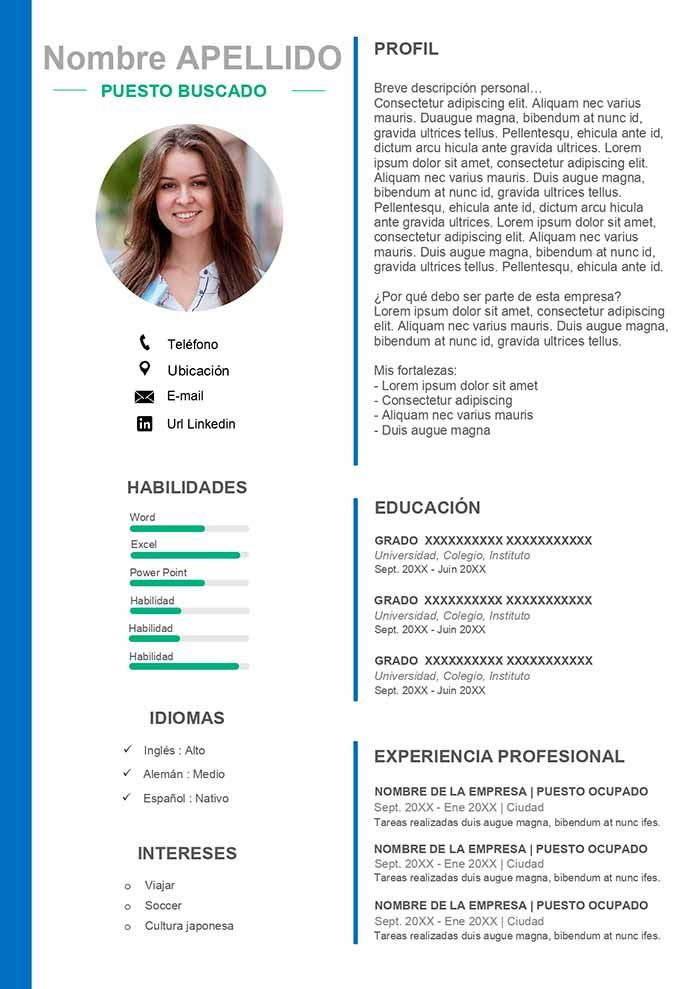 Nombre APELLIDO
PUESTO BUSCADO
Teléfono
Ubicación
E-mail
Url Linkedin
HABILIDADES
Word
Excel
Power Point
Habilidad
Habilidad
Habilidad
IDIOMAS
Inglés : Alto
Alemán : Medio
Español : Nativo
INTERESES
Viajar
Soccer
Cultura japonesa
PROFIL
Breve descripción personal…
Consectetur adipiscing elit. Aliquam nec varius
mauris. Duaugue magna, bibendum at nunc id,
gravida ultrices tellus. Pellentesqu, ehicula ante id,
dictum arcu hicula ante gravida ultrices. Lorem
ipsum dolor sit amet, consectetur adipiscing elit.
Aliquam nec varius mauris. Duis augue magna,
bibendum at nunc id, gravida ultrices tellus.
Pellentesqu, ehicula ante id, dictum arcu hicula
ante gravida ultrices. Lorem ipsum dolor sit amet,
consectetur adipiscing elit. Aliquam nec varius
mauris. Duis augue magna, bibendum at nunc id,
gravida ultrices tellus. Pellentesqu, ehicula ante id.
¿Por qué debo ser parte de esta empresa?
Lorem ipsum dolor sit amet, consectetur adipiscing
elit. Aliquam nec varius mauris. Duis augue magna,
bibendum at nunc id, gravida ultrices tellus.
Mis fortalezas:
- Lorem ipsum dolor sit amet
- Consectetur adipiscing
- Aliquam nec varius mauris
- Duis augue magna
EDUCACIÓN
GRADO XXXXXXXXXX XXXXXXXXXXX
Universidad, Colegio, Instituto
Sept. 20XX - Juin 20XX
GRADO XXXXXXXXXX XXXXXXXXXXX
Universidad, Colegio, Instituto
Sept. 20XX - Juin 20XX
GRADO XXXXXXXXXX XXXXXXXXXXX
Universidad, Colegio, Instituto
Sept. 20XX - Juin 20XX
EXPERIENCIA PROFESIONAL
NOMBRE DE LA EMPRESA | PUESTO OCUPADO
Sept. 20XX - Ene 20XX | Ciudad
Tareas realizadas duis augue magna, bibendum at nunc ifes.
NOMBRE DE LA EMPRESA | PUESTO OCUPADO
Sept. 20XX - Ene 20XX | Ciudad
Tareas realizadas duis augue magna, bibendum at nunc ifes.
NOMBRE DE LA EMPRESA | PUESTO OCUPADO
Sept. 20XX - Ene 20XX | Ciudad
Tareas realizadas duis augue magna, bibendum at nunc ifes.